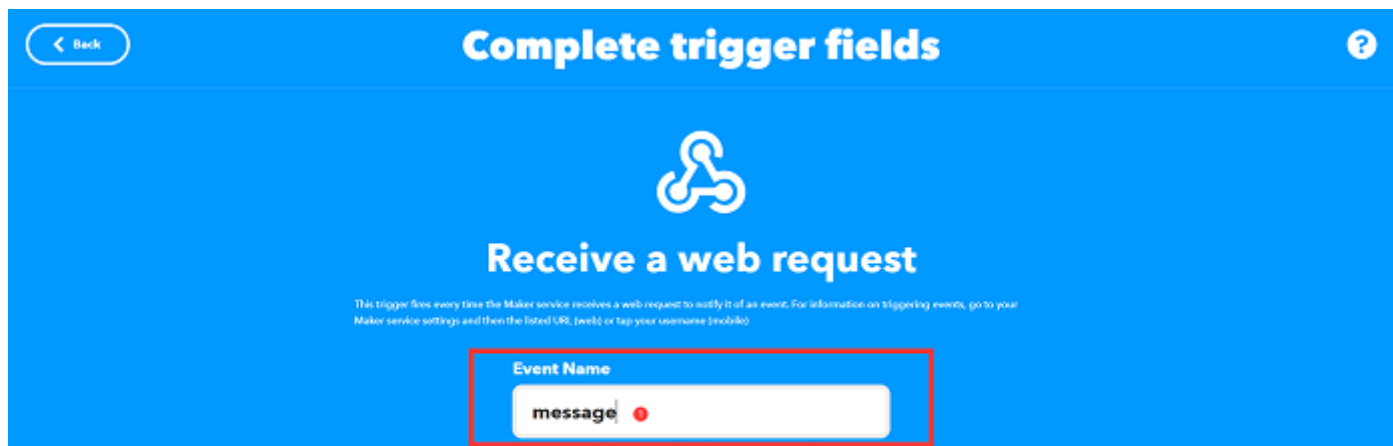 Back
Complete trigger fields
?
Receive a web request
This trigger fires every time the Maker service receives a web request to notify it of an event. For information on triggering events, go to your
Maker service settings and then the listed URL (web) or tap your username (mobile)
Event Name
message